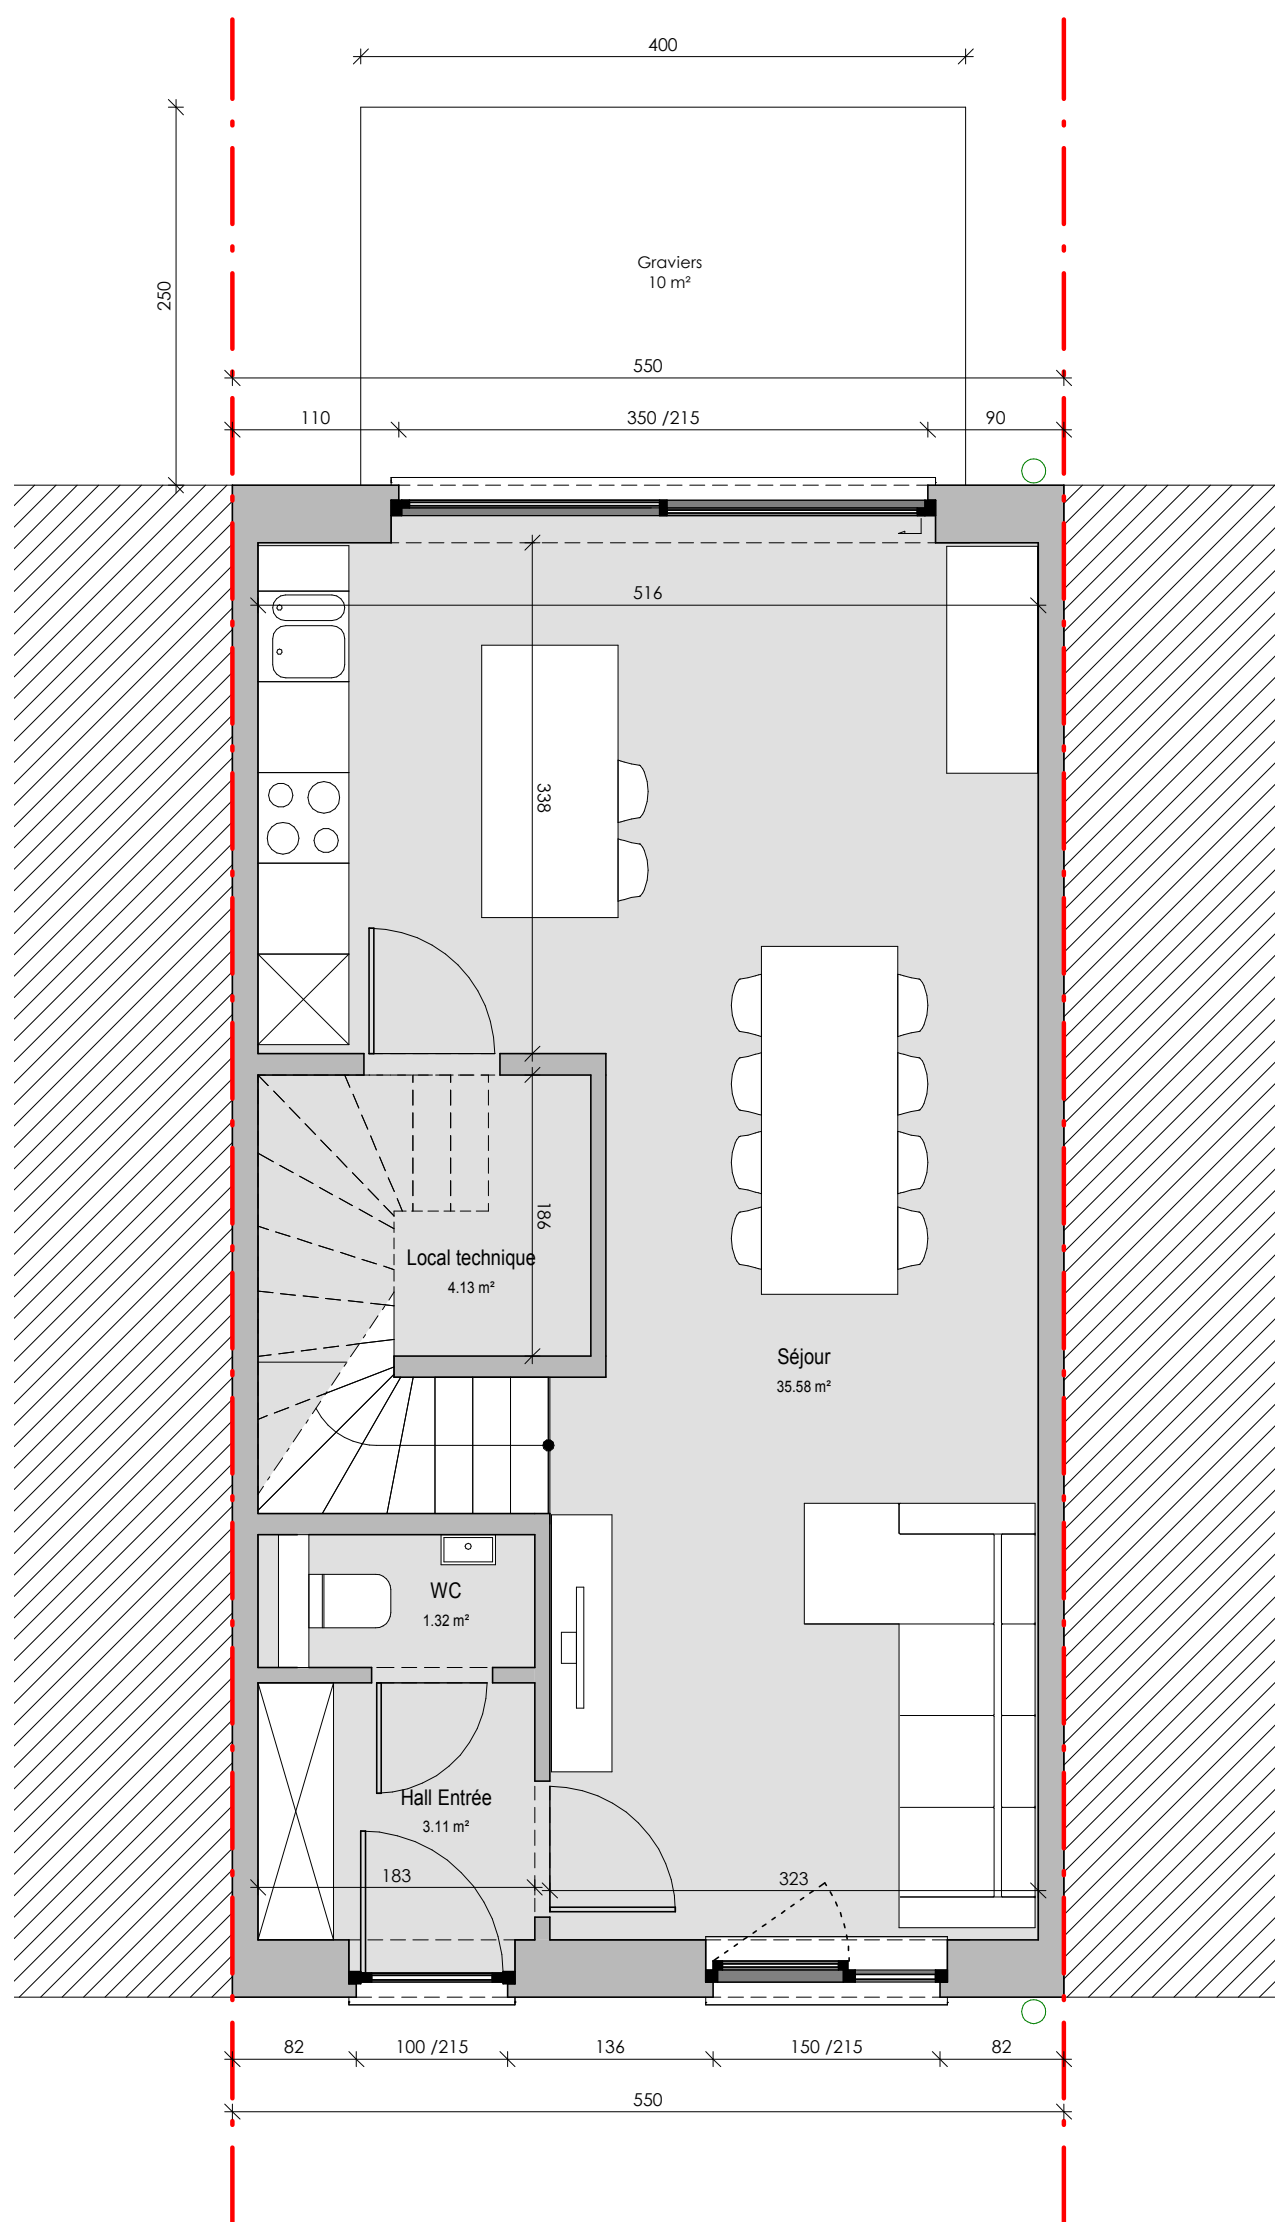 400
250
Graviers
10 m²
550
110
350 /215
90
516
338
186
Local technique
4.13 m²
Séjour
35.58 m²
WC
1.32 m²
Hall Entrée
3.11 m²
183
323
82
100 /215
136
150 /215
82
550